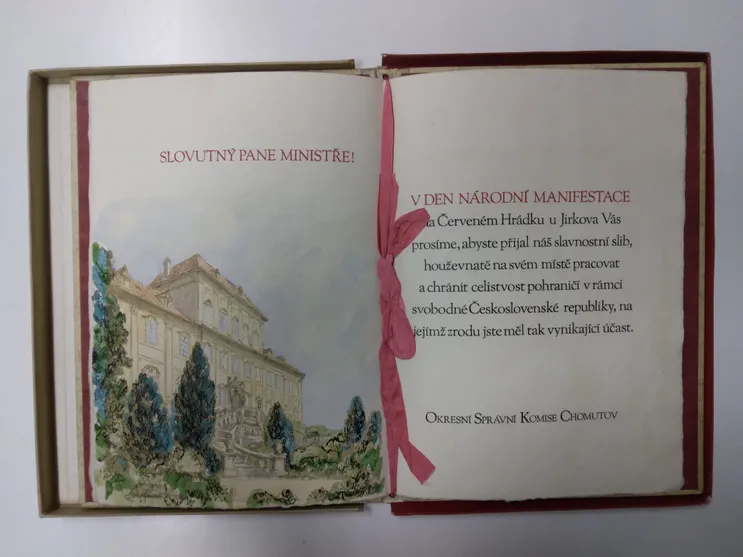 SLOVUTNÝ PANE MINISTŘE!
V DEN NÁRODNÍ MANIFESTACE
na Červeném Hrádku u Jirkova Vás
prosíme, abyste přijal náš slavnostní slib,
houževnatě na svém místě pracovat
a chránit celistvost pohraničí v rámci
svobodné Československé republiky, na
jejímž zrodu jste měl tak vynikající účast.
OKRESNÍ SPRÁVNÍ KOMISE CHOMUTOV